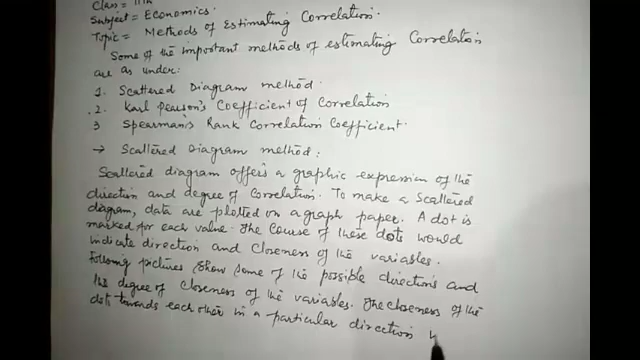 Class = 11th
Subject = Economics.
Topic = Methods of Estimating Correlation.
Some of the important methods of estimating Correlation
are as under:
1. Scattered Diagram method.
2. Karl Pearson's Coefficient of Correlation
3 Spearman's Rank Correlation Coefficient.
→ Scattered Diagram method:
Scattered diagram offers a graphic expression of the
direction and degree of Correlation. To make a Scattered
diagram, data are plotted on a graph paper. A dot is
marked for each value. The Course of these dots would
indicate direction and Closeness of the variables.
Following pictures Show Some of the possible directions and
the degree of Closeness of the variables. The Closeness of the
dots towards each other in a particular direction